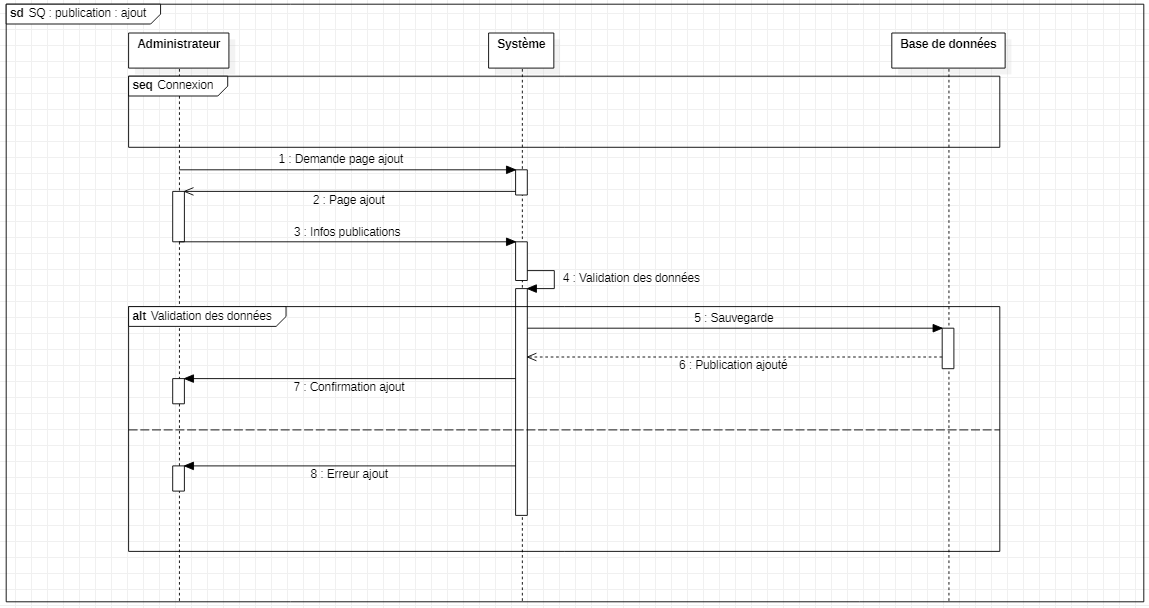 sd SQ : publication : ajout
Administrateur
Système
Base de données
seq Connexion
1 : Demande page ajout
2 : Page ajout
3 : Infos publications
4 : Validation des données
alt Validation des données
5 : Sauvegarde
6 : Publication ajouté
7 : Confirmation ajout
8 : Erreur ajout